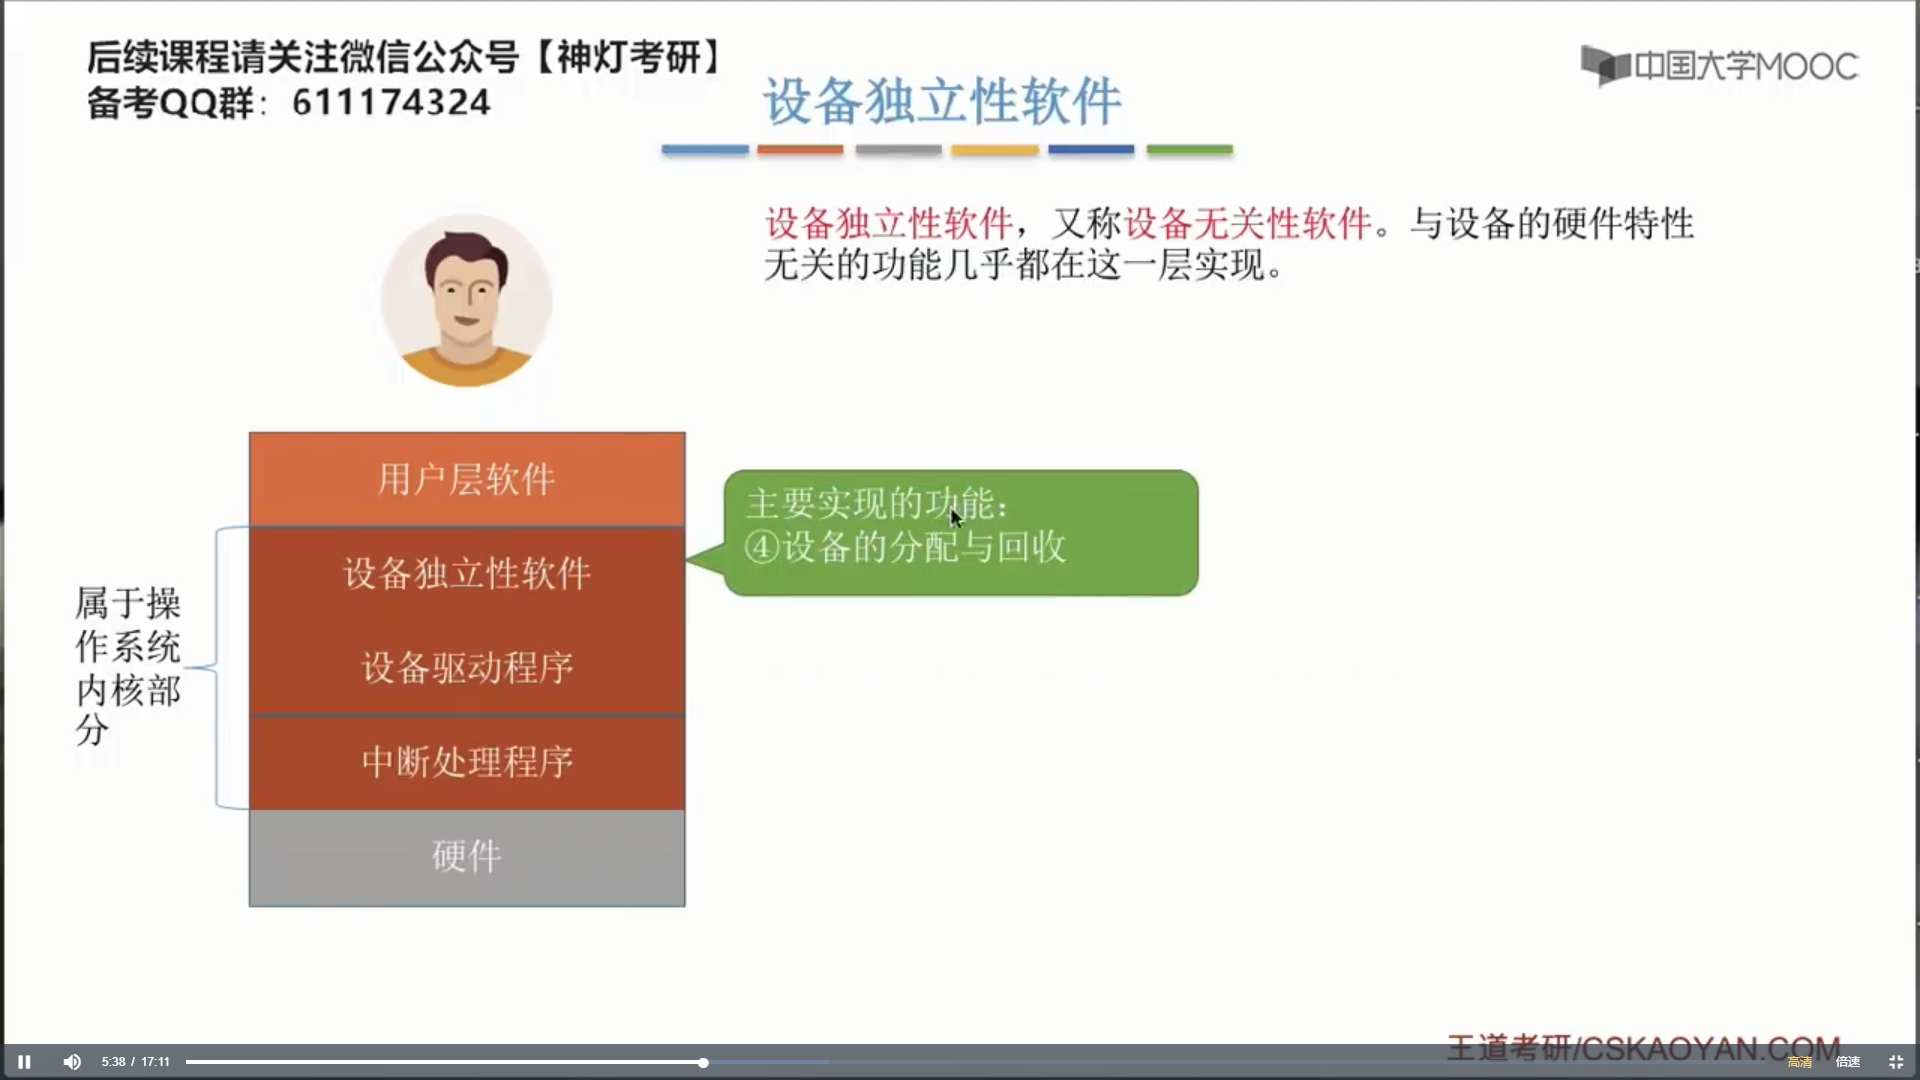 后续课程请关注微信公众号【神灯考研】
备考QQ群：611174324
中国大学MOOC
设备独立性软件
设备独立性软件，又称设备无关性软件。与设备的硬件特性
无关的功能几乎都在这一层实现。
用户层软件
设备独立性软件
设备驱动程序
中断处理程序
硬件
属于操
作系统
内核部
分
主要实现的功能：
④设备的分配与回收
王道考研/CSKAOYAN.COM
5:38 / 17:11
高清
倍速